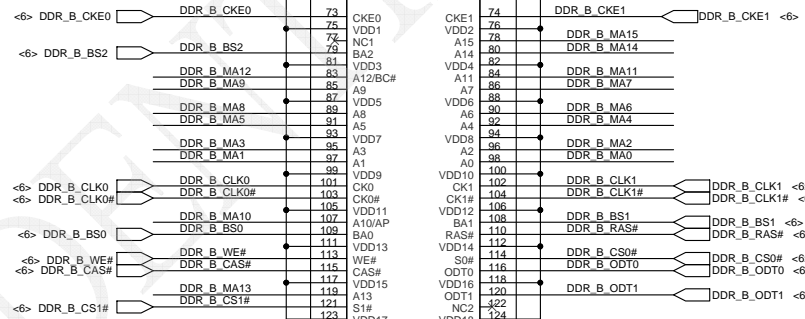 <6> DDR_B_CKE0 DDR_B_CKE0 73 CKE0 CKE1 74 DDR_B_CKE1 DDR_B_CKE1 <6>
75 VDD1 VDD2 76
77 NC1 A15 78 DDR_B_MA15
<6> DDR_B_BS2 DDR_B_BS2 79 BA2 A14 80 DDR_B_MA14
81 VDD3 VDD4 82
DDR_B_MA12 83 A12/BC# A11 84 DDR_B_MA11
DDR_B_MA9 85 A9 A7 86 DDR_B_MA7
87 VDD5 VDD6 88
DDR_B_MA8 89 A8 A6 90 DDR_B_MA6
DDR_B_MA5 91 A5 A4 92 DDR_B_MA4
93 VDD7 VDD8 94
DDR_B_MA3 95 A3 A2 96 DDR_B_MA2
DDR_B_MA1 97 A1 A0 98 DDR_B_MA0
99 VDD9 VDD10 100
<6> DDR_B_CLK0 DDR_B_CLK0 101 CK0 CK1 102 DDR_B_CLK1 DDR_B_CLK1 <6
<6> DDR_B_CLK0# DDR_B_CLK0# 103 CK0# CK1# 104 DDR_B_CLK1# DDR_B_CLK1# <
105 VDD11 VDD12 106
DDR_B_MA10 107 A10/AP BA1 108 DDR_B_BS1 DDR_B_BS1 <6>
<6> DDR_B_BS0 DDR_B_BS0 109 BA0 RAS# 110 DDR_B_RAS# DDR_B_RAS# <6
111 VDD13 VDD14 112
<6> DDR_B_WE# DDR_B_WE# 113 WE# S0# 114 DDR_B_CS0# DDR_B_CS0# <6
<6> DDR_B_CAS# DDR_B_CAS# 115 CAS# ODT0 116 DDR_B_ODT0 DDR_B_ODT0 <6
117 VDD15 VDD16 118
DDR_B_MA13 119 A13 ODT1 120 DDR_B_ODT1 DDR_B_ODT1 <6
<6> DDR_B_CS1# DDR_B_CS1# 121 S1# NC2 122
123 VDD17 VDD18 124